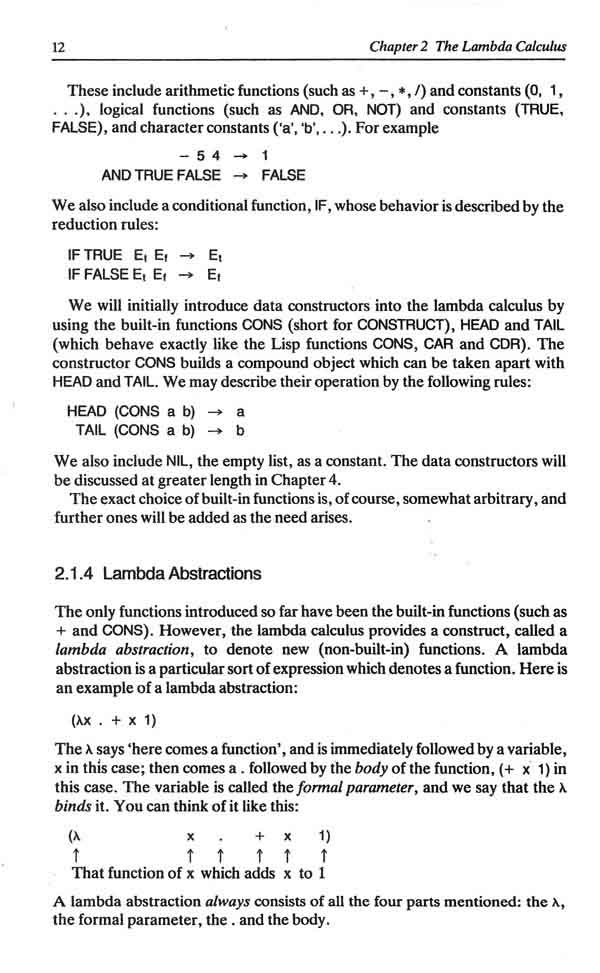 12 Chapter 2 The Lambda Calculus
These include arithmetic functions (such as +, −, *, /) and constants (0, 1,
. . .), logical functions (such as AND, OR, NOT) and constants (TRUE,
FALSE), and character constants ('a', 'b', . . .). For example
− 5 4 → 1
AND TRUE FALSE → FALSE
We also include a conditional function, IF, whose behavior is described by the
reduction rules:
IF TRUE Et Ef → Et
IF FALSE Et Ef → Ef
We will initially introduce data constructors into the lambda calculus by
using the built-in functions CONS (short for CONSTRUCT), HEAD and TAIL
(which behave exactly like the Lisp functions CONS, CAR and CDR). The
constructor CONS builds a compound object which can be taken apart with
HEAD and TAIL. We may describe their operation by the following rules:
HEAD (CONS a b) → a
TAIL (CONS a b) → b
We also include NIL, the empty list, as a constant. The data constructors will
be discussed at greater length in Chapter 4.
The exact choice of built-in functions is, of course, somewhat arbitrary, and
further ones will be added as the need arises.
2.1.4 Lambda Abstractions
The only functions introduced so far have been the built-in functions (such as
+ and CONS). However, the lambda calculus provides a construct, called a
lambda abstraction, to denote new (non-built-in) functions. A lambda
abstraction is a particular sort of expression which denotes a function. Here is
an example of a lambda abstraction:
(λx . + x 1)
The λ says ‘here comes a function’, and is immediately followed by a variable,
x in this case; then comes a . followed by the body of the function, (+ x 1) in
this case. The variable is called the formal parameter, and we say that the λ
binds it. You can think of it like this:
(λ x . + x 1)
↑ ↑ ↑ ↑ ↑ ↑
That function of x which adds x to 1
A lambda abstraction always consists of all the four parts mentioned: the λ,
the formal parameter, the . and the body.